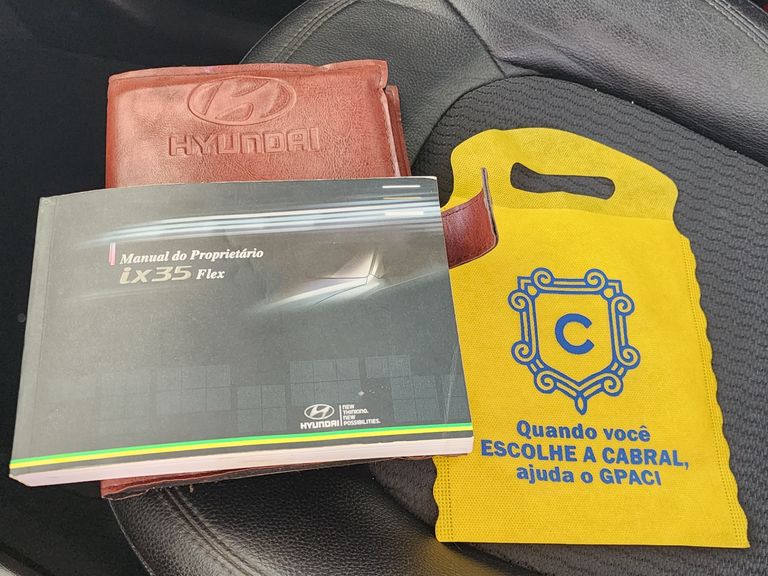 HYUNDAI
Manual do Proprietário
ix35 Flex
HYUNDAI
NEW
THINKING.
NEW
POSSIBILITIES.
C
Quando você
ESCOLHE A CABRAL,
ajuda o GPACI